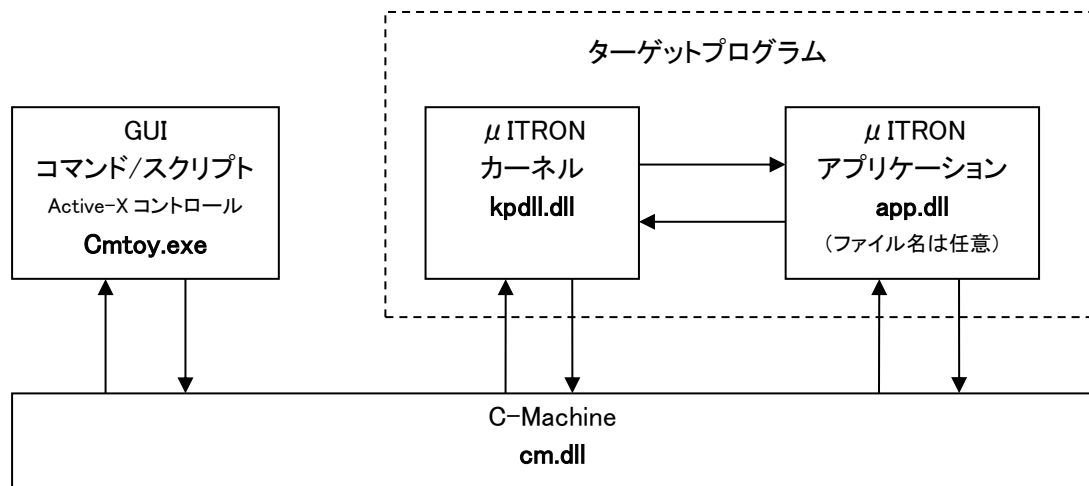 ターゲットプログラム
GUI
コマンド/スクリプト
Active-X コントロール
Cmtoy.exe
μ ITRON
カーネル
kpdll.dll
μ ITRON
アプリケーション
app.dll
(ファイル名は任意)
C-Machine
cm.dll